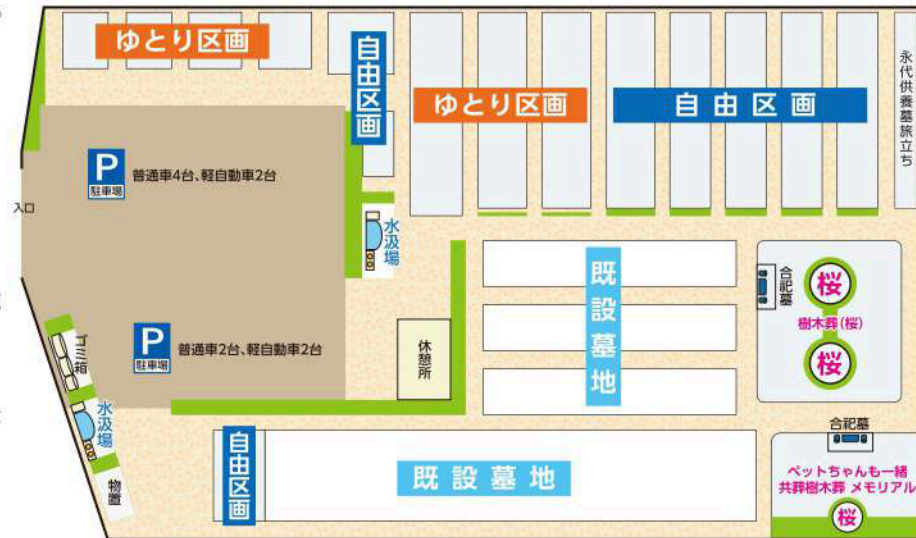 ゆとり区画
自由区画
ゆとり区画
自由区画
永代供養墓旅立ち
P
駐車場
普通車4台、軽自動車2台
入口
水汲場
既設墓地
合祀墓
桜
樹木葬(桜)
桜
P
駐車場
普通車2台、軽自動車2台
休憩所
ゴミ箱
水汲場
物置
自由区画
既設墓地
合祀墓
ペットちゃんも一緒
共葬樹木葬 メモリアル
桜